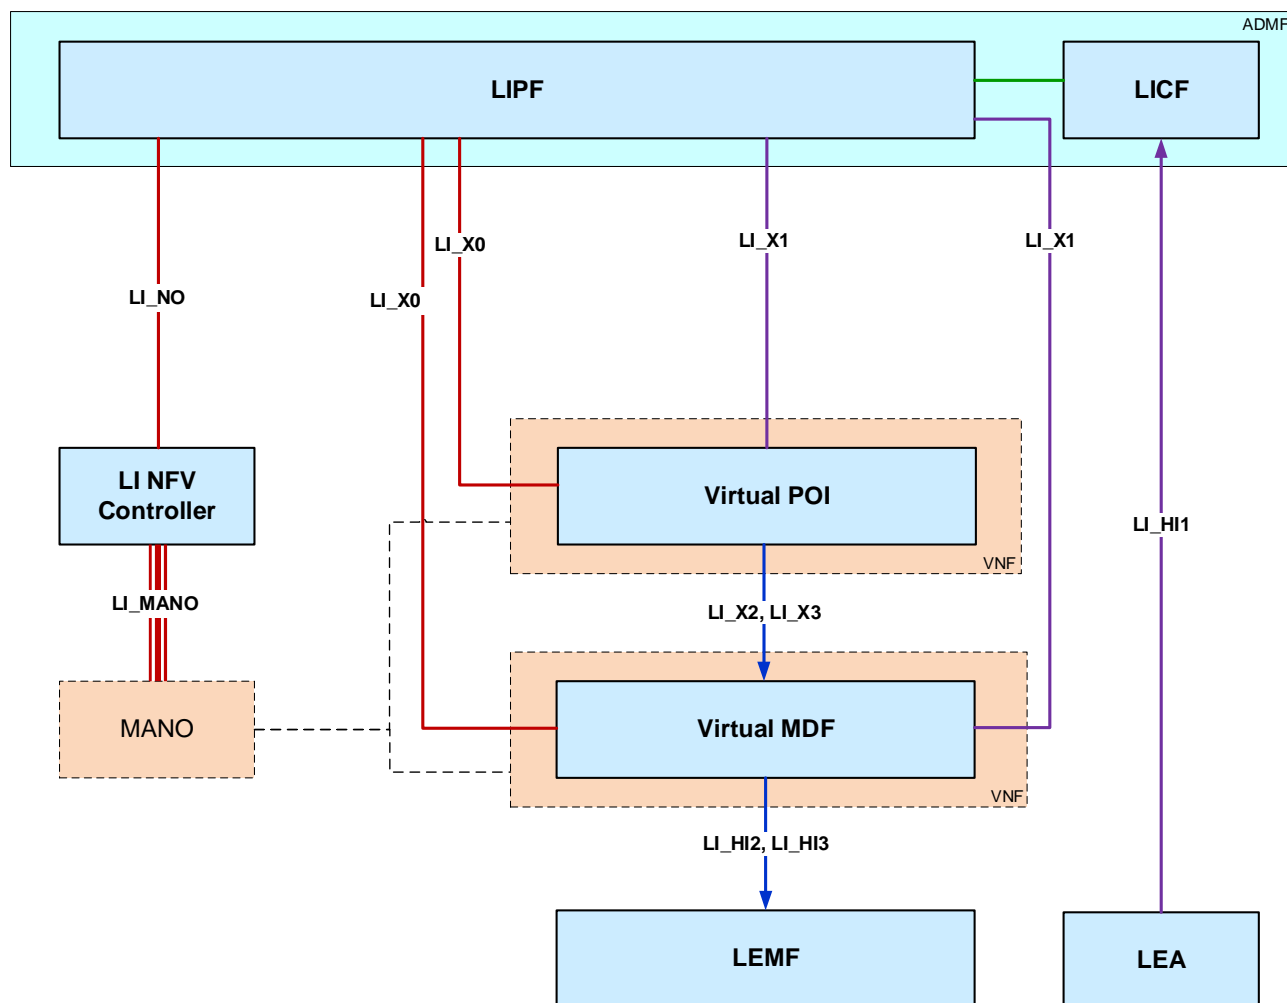 ADMF
LIPF
LICF
LI_X0
LI_X1
LI_X1
LI_NO
LI_X0
LI NFV
Controller
Virtual POI
LI_HI1
VNF
LI_MANO
LI_X2, LI_X3
MANO
Virtual MDF
VNF
LI_HI2, LI_HI3
LEMF
LEA